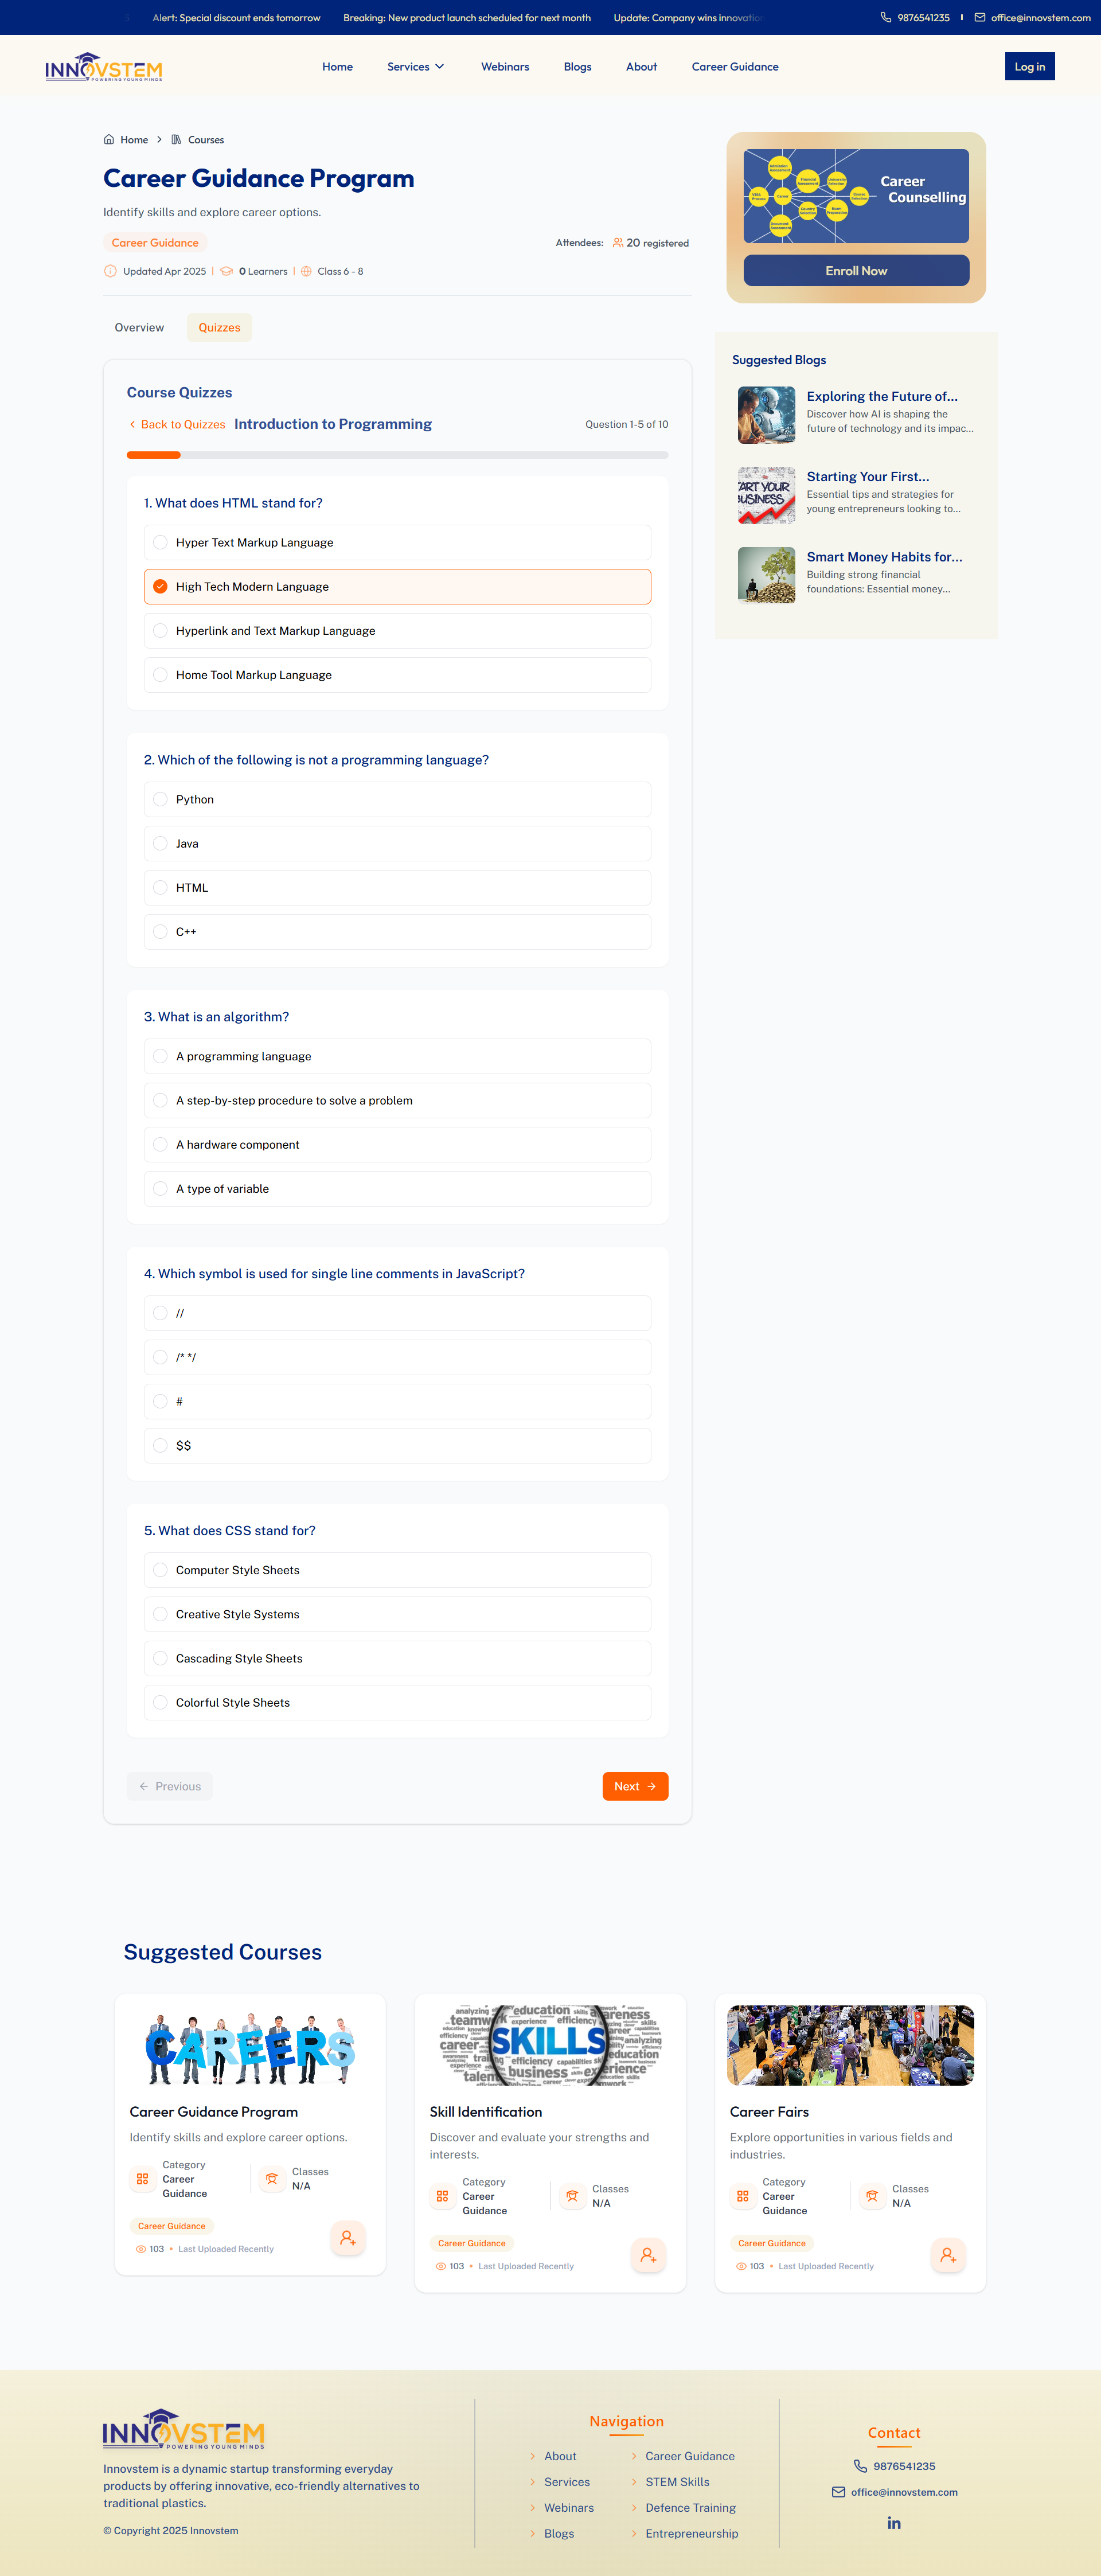 Alert: Special discount ends tomorrow
Breaking: New product launch scheduled for next month
Update: Company wins innovation
9876541235
office@innovstem.com
INNOVSTEM
POWERING YOUNG MINDS
Home
Services
Webinars
Blogs
About
Career Guidance
Log in
Home
Courses
Career Guidance Program
Identify skills and explore career options.
Career Guidance
Attendees:
20 registered
Updated Apr 2025
0 Learners
Class 6 - 8
Overview
Quizzes
Course Quizzes
Back to Quizzes
Introduction to Programming
Question 1-5 of 10
1. What does HTML stand for?
Hyper Text Markup Language
High Tech Modern Language
Hyperlink and Text Markup Language
Home Tool Markup Language
2. Which of the following is not a programming language?
Python
Java
HTML
C++
3. What is an algorithm?
A programming language
A step-by-step procedure to solve a problem
A hardware component
A type of variable
4. Which symbol is used for single line comments in JavaScript?
//
/* */
#
$$
5. What does CSS stand for?
Computer Style Sheets
Creative Style Systems
Cascading Style Sheets
Colorful Style Sheets
Previous
Next
Career
Counselling
Enroll Now
Suggested Blogs
Exploring the Future of...
Discover how AI is shaping the
future of technology and its impac...
Starting Your First...
Essential tips and strategies for
young entrepreneurs looking to...
Smart Money Habits for...
Building strong financial
foundations: Essential money...
Suggested Courses
CAREERS
Career Guidance Program
Identify skills and explore career options.
Category
Career
Guidance
Classes
N/A
Career Guidance
103 • Last Uploaded Recently
SKILLS
Skill Identification
Discover and evaluate your strengths and
interests.
Category
Career
Guidance
Classes
N/A
Career Guidance
103 • Last Uploaded Recently
Career Fairs
Explore opportunities in various fields and
industries.
Category
Career
Guidance
Classes
N/A
Career Guidance
103 • Last Uploaded Recently
INNOVSTEM
POWERING YOUNG MINDS
Innovstem is a dynamic startup transforming everyday
products by offering innovative, eco-friendly alternatives to
traditional plastics.
© Copyright 2025 Innovstem
Navigation
About
Career Guidance
Services
STEM Skills
Webinars
Defence Training
Blogs
Entrepreneurship
Contact
9876541235
office@innovstem.com
in